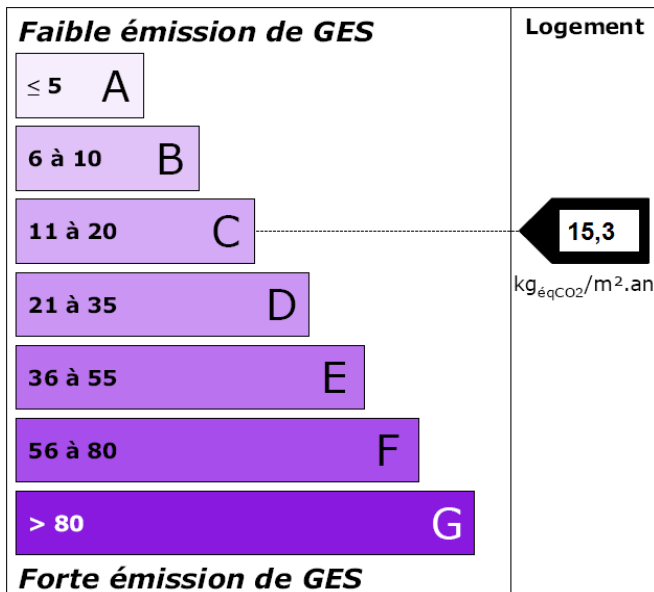 Faible émission de GES
Logement
≤ 5 A
6 à 10 B
11 à 20 C
15,3
kgéqCO2/m².an
21 à 35 D
36 à 55 E
56 à 80 F
> 80 G
Forte émission de GES